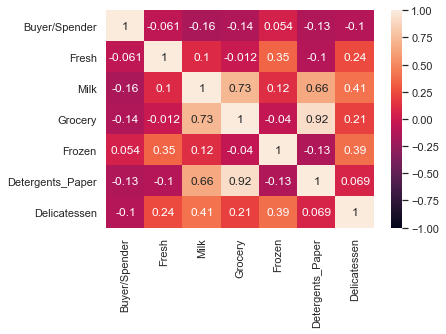 Buyer/Spender 1 -0.061 -0.16 -0.14 0.054 -0.13 -0.1
Fresh -0.061 1 0.1 -0.012 0.35 -0.1 0.24
Milk -0.16 0.1 1 0.73 0.12 0.66 0.41
Grocery -0.14 -0.012 0.73 1 -0.04 0.92 0.21
Frozen 0.054 0.35 0.12 -0.04 1 -0.13 0.39
Detergents_Paper -0.13 -0.1 0.66 0.92 -0.13 1 0.069
Delicatessen -0.1 0.24 0.41 0.21 0.39 0.069 1
Buyer/Spender
Fresh
Milk
Grocery
Frozen
Detergents_Paper
Delicatessen
1.00
0.75
0.50
0.25
0.00
−0.25
−0.50
−0.75
−1.00